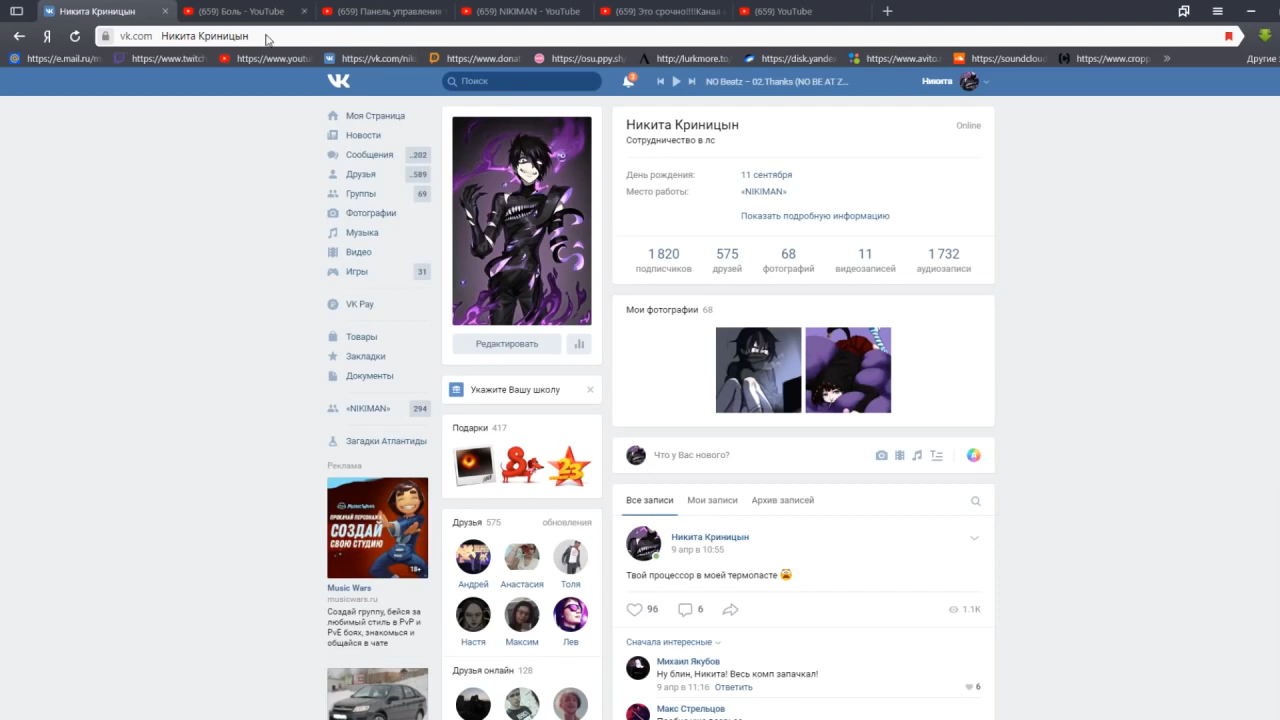 Никита Криницын
(659) Боль - YouTube
(659) Панель управления
(659) NIKIMAN - YouTube
(659) Это срочно!!!!Канал
(659) YouTube
Я
vk.com Никита Криницын
https://e.mail.ru/m
https://www.twitch
https://www.youtu
https://vk.com/nik
https://www.donat
https://osu.ppy.sh/
http://lurkmore.to/
https://disk.yandex
https://www.avito.
https://soundcloud
https://www.cropp
Другие
Поиск
3
NO Beatz – 02.Thanks (NO BE AT Z...
Никита
Моя Страница
Новости
Сообщения ..202
Друзья ..589
Группы 69
Фотографии
Музыка
Видео
Игры 31
VK Pay
Товары
Закладки
Документы
«NIKIMAN» 294
Загадки Атлантиды
Реклама
Music Wars
ПРОКАЧАЙ ПЕРСОНАЖА
СОЗДАЙ
СВОЮ СТУДИЮ
18+
Music Wars
musicwars.ru
Создай группу, бейся за
любимый стиль в PvP и
PvE боях, знакомься и
общайся в чате
Редактировать
Укажите Вашу школу
Подарки 417
8
23
Друзья 575 обновления
Андрей Анастасия Толя
Настя Максим Лев
Друзья онлайн 128
Никита Криницын Online
Сотрудничество в лс
День рождения: 11 сентября
Место работы: «NIKIMAN»
Показать подробную информацию
1 820 575 68 11 1 732
подписчиков друзей фотографий видеозаписей аудиозаписи
Мои фотографии 68
Что у Вас нового?
Все записи Мои записи Архив записей
Никита Криницын
9 апр в 10:55
Твой процессор в моей термопасте 😩
96 6 1.1K
Сначала интересные
Михаил Якубов
Ну блин, Никита! Весь комп запачкал!
9 апр в 11:16 Ответить 6
Макс Стрельцов